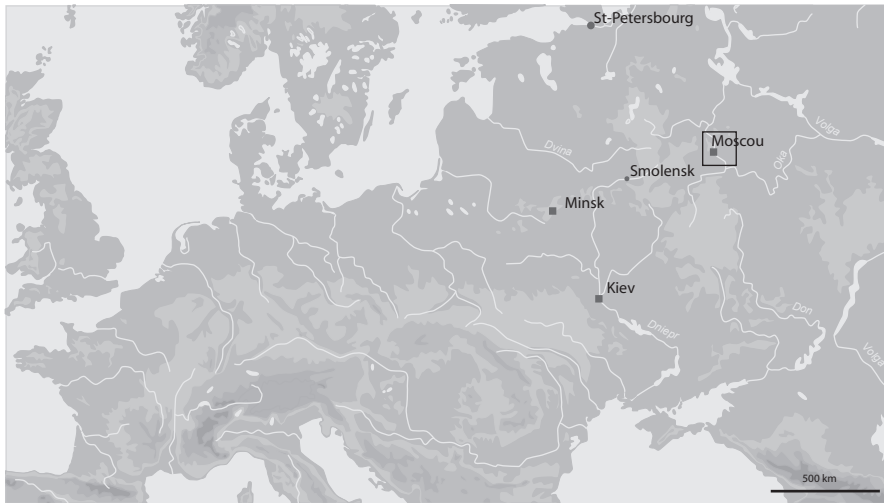 St-Petersbourg
Volga
Moscou
Dvina
Oka
Smolensk
Minsk
Kiev
Don
Dniepr
Volga
500 km